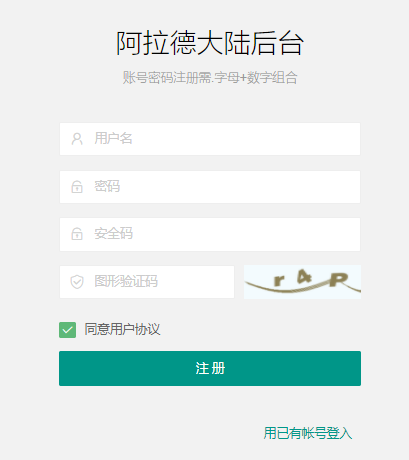 阿拉德大陆后台
账号密码注册需.字母+数字组合
用户名
密码
安全码
图形验证码
r4P
同意用户协议
注册
用已有帐号登入